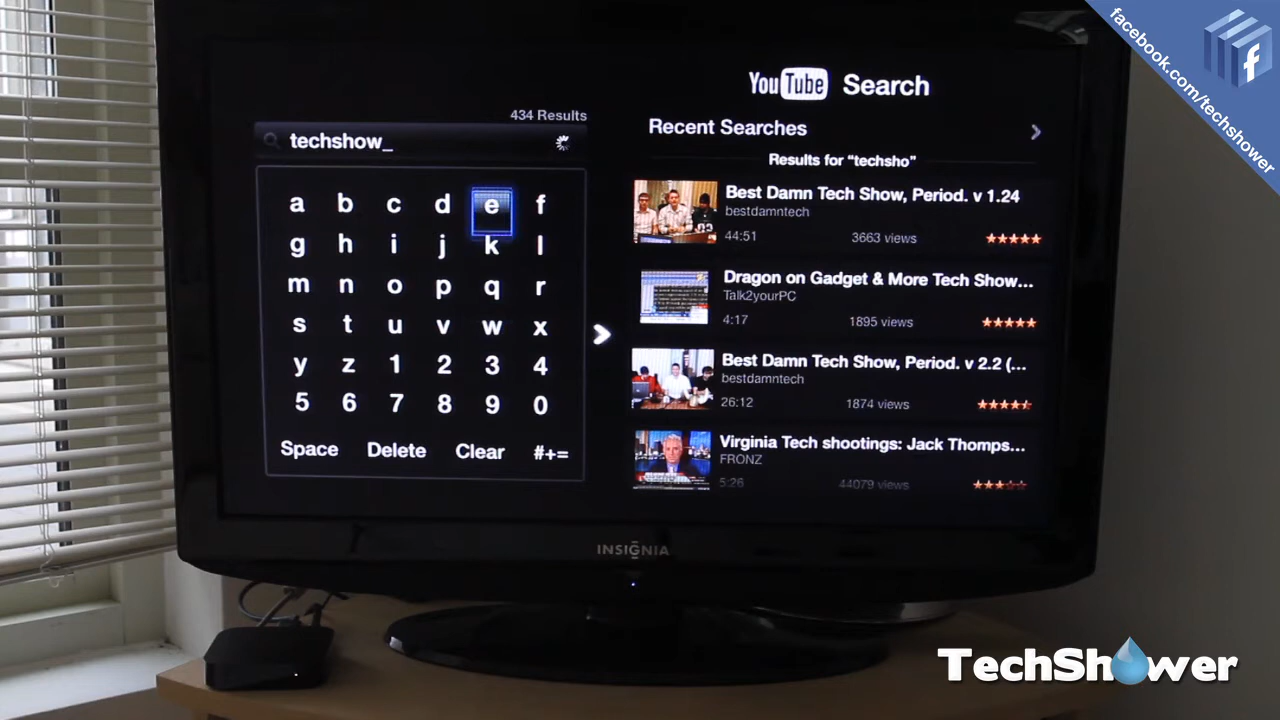 facebook.com/techshower
f
YouTube Search
434 Results
techshow_
Recent Searches
Results for “techsho”
a b c d e f
g h i j k l
m n o p q r
s t u v w x
y z 1 2 3 4
5 6 7 8 9 0
Space Delete Clear #+=
Best Damn Tech Show, Period. v 1.24
bestdamntech
44:51 3663 views
Dragon on Gadget & More Tech Show...
Talk2yourPC
4:17 1895 views
Best Damn Tech Show, Period. v 2.2 (...
bestdamntech
26:12 1874 views
Virginia Tech shootings: Jack Thomps...
FRONZ
5:26 44079 views
INSIGNIA
TechShower